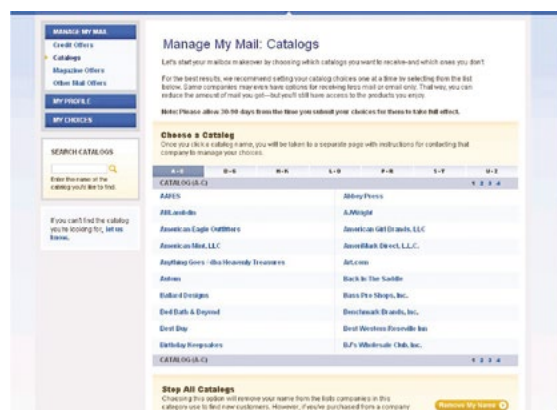 MANAGE MY MAIL
Credit Offers
Catalogs
Magazine Offers
Other Mail Offers
MY PROFILE
MY CHOICES
SEARCH CATALOGS
Enter the name of the
catalog you'd like to find.
If you can't find the catalog
you're looking for, let us
know.
Manage My Mail: Catalogs
Let's start your mailbox makeover by choosing which catalogs you want to receive-and which ones you don't.
For the best results, we recommend setting your catalog choices one at a time by selecting from the list
below. Some companies may even have options for receiving less mail or email only. That way, you can
reduce the amount of mail you get—but you'll still have access to the products you enjoy.
Note: Please allow 30-90 days from the time you submit your choices for them to take full effect.
Choose a Catalog
Once you click a catalog name, you will be taken to a separate page with instructions for contacting that
company to manage your choices.
A-C D-G H-K L-O P-R S-T U-Z
CATALOG (A-C) 1 2 3 4
AAFES Abbey Press
AllLandin A.Wright
American Eagle Outfitters American Girl Brands, LLC
American Mint, LLC AmeriMark Direct, L.L.C.
Anything Goes / dba Heavenly Treasures Art.com
Back In The Saddle
Ballard Designs Bass Pro Shops, Inc.
Bed Bath & Beyond Benchmark Brands, Inc.
Best Buy Best Western Roseville Inn
Birthday Keepsakes BJ's Wholesale Club, Inc.
CATALOG (A-C) 1 2 3 4
Stop All Catalogs
Choosing this option will remove your name from the lists companies in this
category use to find new customers. However, if you've purchased from a company
Remove My Name